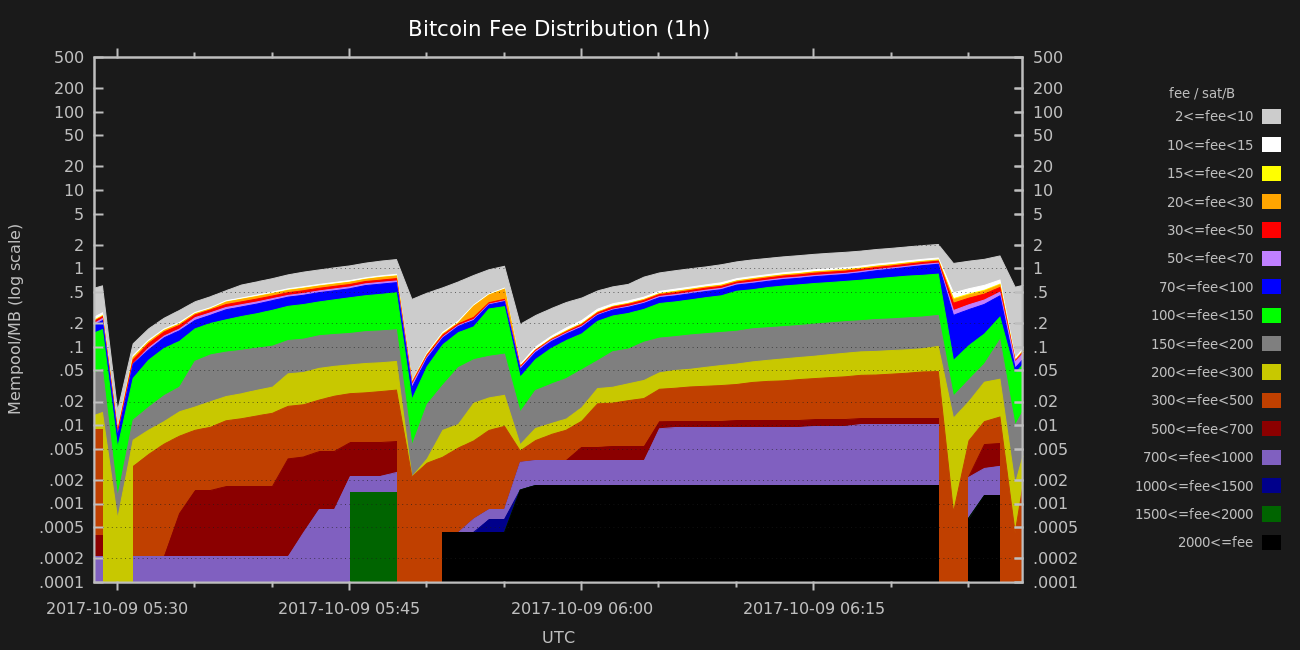 Bitcoin Fee Distribution (1h)
500
200
100
50
20
10
5
2
1
.5
.2
.1
.05
.02
.01
.005
.002
.001
.0005
.0002
.0001
Mempool/MB (log scale)
500
200
100
50
20
10
5
2
1
.5
.2
.1
.05
.02
.01
.005
.002
.001
.0005
.0002
.0001
2017-10-09 05:30
2017-10-09 05:45
2017-10-09 06:00
2017-10-09 06:15
UTC
fee / sat/B
2<=fee<10
10<=fee<15
15<=fee<20
20<=fee<30
30<=fee<50
50<=fee<70
70<=fee<100
100<=fee<150
150<=fee<200
200<=fee<300
300<=fee<500
500<=fee<700
700<=fee<1000
1000<=fee<1500
1500<=fee<2000
2000<=fee